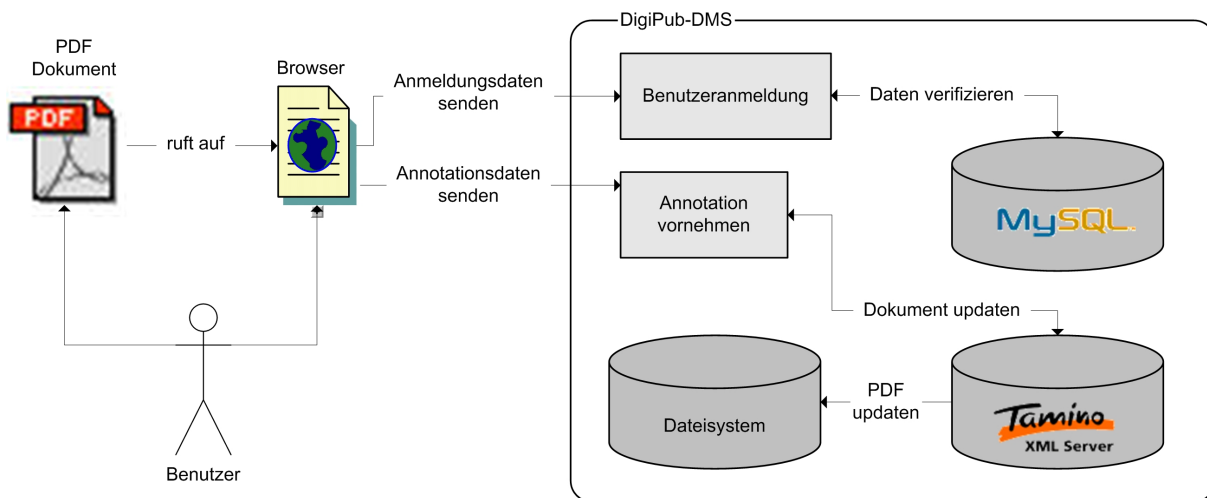 DigiPub-DMS
PDF
Dokument
PDF
ruft auf
Browser
Anmeldungsdaten
senden
Annotationsdaten
senden
Benutzer
Benutzeranmeldung
Daten verifizieren
MySQL
Annotation
vornehmen
Dokument updaten
Dateisystem
PDF
updaten
Tamino
XML Server